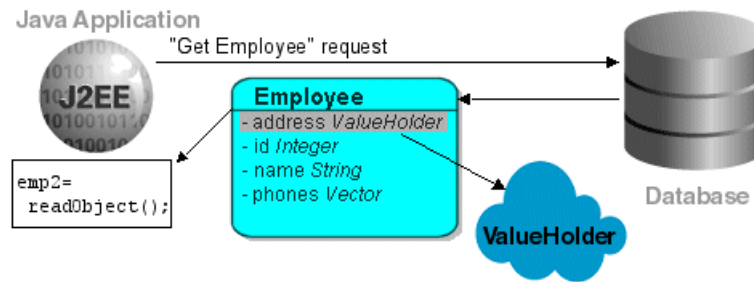 Java Application
"Get Employee" request
J2EE
Employee
- address ValueHolder
- id Integer
- name String
- phones Vector
emp2=
readObject();
ValueHolder
Database